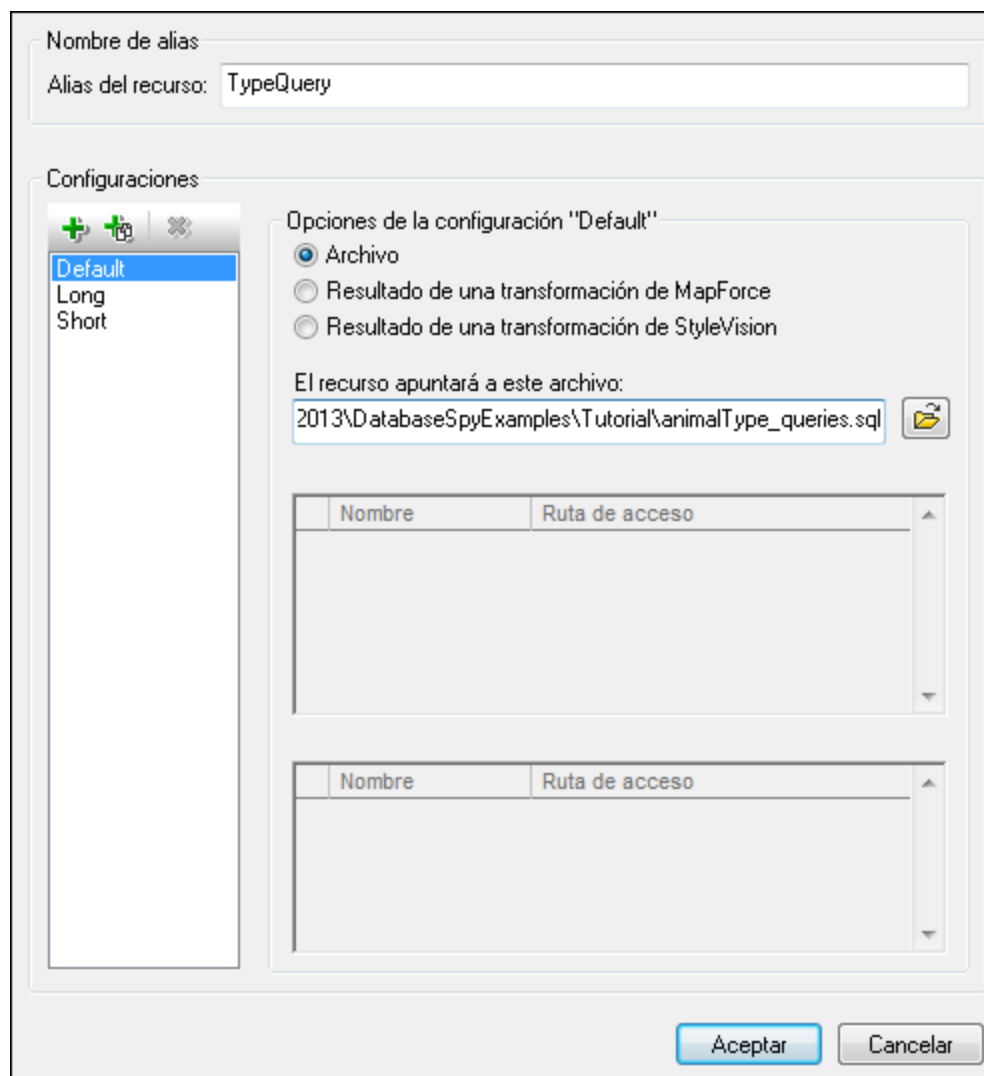 Nombre de alias
Alias del recurso: TypeQuery
Configuraciones
Default
Long
Short
Opciones de la configuración "Default"
Archivo
Resultado de una transformación de MapForce
Resultado de una transformación de StyleVision
El recurso apuntará a este archivo:
2013\DatabaseSpyExamples\Tutorial\animalType_queries.sql
Nombre Ruta de acceso
Nombre Ruta de acceso
Aceptar Cancelar